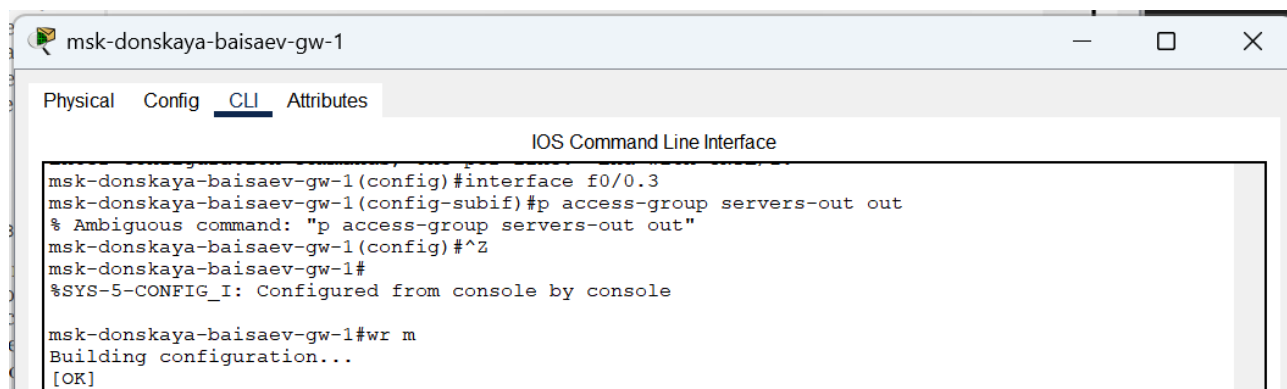 msk-donskaya-baisaev-gw-1
Physical Config CLI Attributes
IOS Command Line Interface
msk-donskaya-baisaev-gw-1(config)#interface f0/0.3
msk-donskaya-baisaev-gw-1(config-subif)#p access-group servers-out out
% Ambiguous command: "p access-group servers-out out"
msk-donskaya-baisaev-gw-1(config)#^Z
msk-donskaya-baisaev-gw-1#
%SYS-5-CONFIG_I: Configured from console by console
msk-donskaya-baisaev-gw-1#wr m
Building configuration...
[OK]